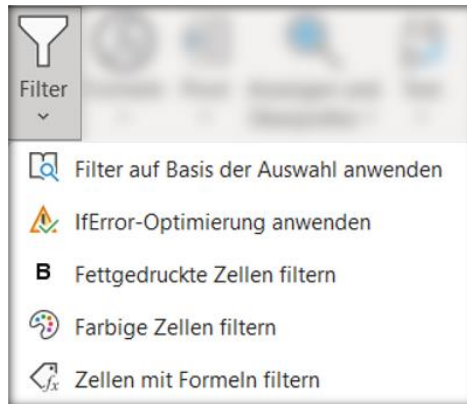 Filter
Filter auf Basis der Auswahl anwenden
IfError-Optimierung anwenden
B Fettgedruckte Zellen filtern
Farbige Zellen filtern
fx Zellen mit Formeln filtern